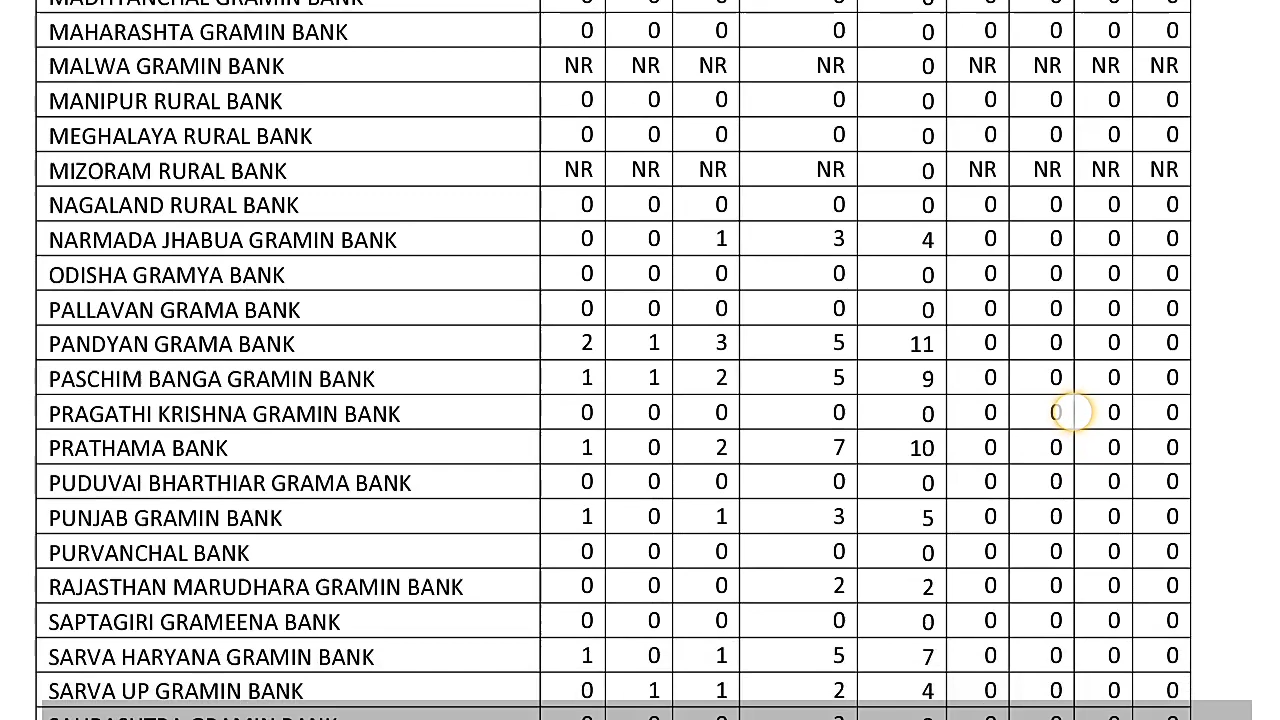 MAHARASHTA GRAMIN BANK 0 0 0 0 0 0 0 0 0
MALWA GRAMIN BANK NR NR NR NR 0 NR NR NR NR
MANIPUR RURAL BANK 0 0 0 0 0 0 0 0 0
MEGHALAYA RURAL BANK 0 0 0 0 0 0 0 0 0
MIZORAM RURAL BANK NR NR NR NR 0 NR NR NR NR
NAGALAND RURAL BANK 0 0 0 0 0 0 0 0 0
NARMADA JHABUA GRAMIN BANK 0 0 1 3 4 0 0 0 0
ODISHA GRAMYA BANK 0 0 0 0 0 0 0 0 0
PALLAVAN GRAMA BANK 0 0 0 0 0 0 0 0 0
PANDYAN GRAMA BANK 2 1 3 5 11 0 0 0 0
PASCHIM BANGA GRAMIN BANK 1 1 2 5 9 0 0 0 0
PRAGATHI KRISHNA GRAMIN BANK 0 0 0 0 0 0 0 0 0
PRATHAMA BANK 1 0 2 7 10 0 0 0 0
PUDUVAI BHARTHIAR GRAMA BANK 0 0 0 0 0 0 0 0 0
PUNJAB GRAMIN BANK 1 0 1 3 5 0 0 0 0
PURVANCHAL BANK 0 0 0 0 0 0 0 0 0
RAJASTHAN MARUDHARA GRAMIN BANK 0 0 0 2 2 0 0 0 0
SAPTAGIRI GRAMEENA BANK 0 0 0 0 0 0 0 0 0
SARVA HARYANA GRAMIN BANK 1 0 1 5 7 0 0 0 0
SARVA UP GRAMIN BANK 0 1 1 2 4 0 0 0 0